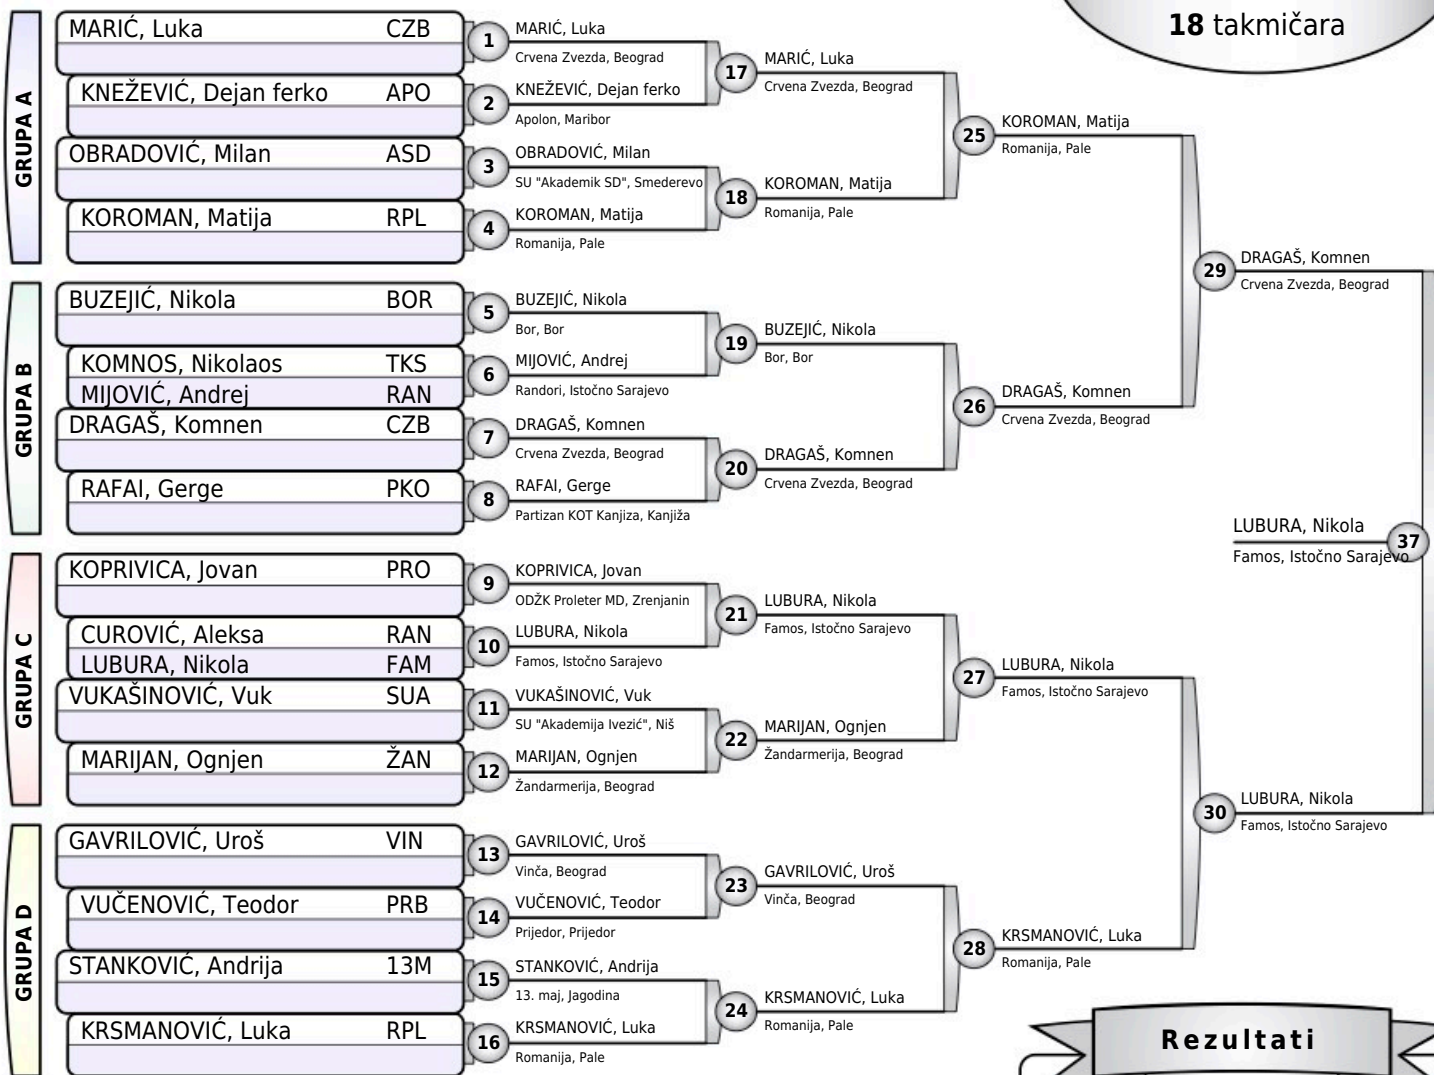 18 takmičara
GRUPA A
MARIĆ, Luka CZB
KNEŽEVIĆ, Dejan ferko APO
OBRADOVIĆ, Milan ASD
KOROMAN, Matija RPL
GRUPA B
BUZEJIĆ, Nikola BOR
KOMNOS, Nikolaos TKS
MIJOVIĆ, Andrej RAN
DRAGAŠ, Komnen CZB
RAFAI, Gerge PKO
GRUPA C
KOPRIVICA, Jovan PRO
CUROVIĆ, Aleksa RAN
LUBURA, Nikola FAM
VUKAŠINOVIĆ, Vuk SUA
MARIJAN, Ognjen ŽAN
GRUPA D
GAVRILOVIĆ, Uroš VIN
VUČENOVIĆ, Teodor PRB
STANKOVIĆ, Andrija 13M
KRSMANOVIĆ, Luka RPL
1 MARIĆ, Luka
Crvena Zvezda, Beograd
2 KNEŽEVIĆ, Dejan ferko
Apolon, Maribor
3 OBRADOVIĆ, Milan
SU "Akademik SD", Smederevo
4 KOROMAN, Matija
Romanija, Pale
5 BUZEJIĆ, Nikola
Bor, Bor
6 MIJOVIĆ, Andrej
Randori, Istočno Sarajevo
7 DRAGAŠ, Komnen
Crvena Zvezda, Beograd
8 RAFAI, Gerge
Partizan KOT Kanjiza, Kanjiža
9 KOPRIVICA, Jovan
ODŽK Proleter MD, Zrenjanin
10 LUBURA, Nikola
Famos, Istočno Sarajevo
11 VUKAŠINOVIĆ, Vuk
SU "Akademija Ivezić", Niš
12 MARIJAN, Ognjen
Žandarmerija, Beograd
13 GAVRILOVIĆ, Uroš
Vinča, Beograd
14 VUČENOVIĆ, Teodor
Prijedor, Prijedor
15 STANKOVIĆ, Andrija
13. maj, Jagodina
16 KRSMANOVIĆ, Luka
Romanija, Pale
17 MARIĆ, Luka
Crvena Zvezda, Beograd
18 KOROMAN, Matija
Romanija, Pale
19 BUZEJIĆ, Nikola
Bor, Bor
20 DRAGAŠ, Komnen
Crvena Zvezda, Beograd
21 LUBURA, Nikola
Famos, Istočno Sarajevo
22 MARIJAN, Ognjen
Žandarmerija, Beograd
23 GAVRILOVIĆ, Uroš
Vinča, Beograd
24 KRSMANOVIĆ, Luka
Romanija, Pale
25 KOROMAN, Matija
Romanija, Pale
26 DRAGAŠ, Komnen
Crvena Zvezda, Beograd
27 LUBURA, Nikola
Famos, Istočno Sarajevo
28 KRSMANOVIĆ, Luka
Romanija, Pale
29 DRAGAŠ, Komnen
Crvena Zvezda, Beograd
30 LUBURA, Nikola
Famos, Istočno Sarajevo
LUBURA, Nikola 37
Famos, Istočno Sarajevo
Rezultati